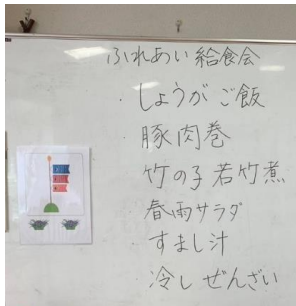 ふれあい給食会
・しょうがご飯
・豚肉巻
・竹の子若竹煮
・春雨サラダ
・すまし汁
・冷しぜんざい